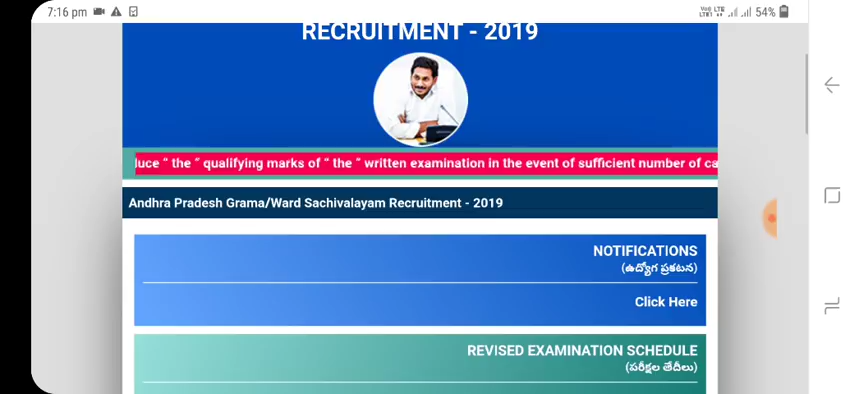 7:16 pm
54%
RECRUITMENT - 2019
duce " the " qualifying marks of " the " written examination in the event of sufficient number of ca
Andhra Pradesh Grama/Ward Sachivalayam Recruitment - 2019
NOTIFICATIONS
(ఉద్యోగ ప్రకటన)
Click Here
REVISED EXAMINATION SCHEDULE
(పరీక్షల తేదీలు)